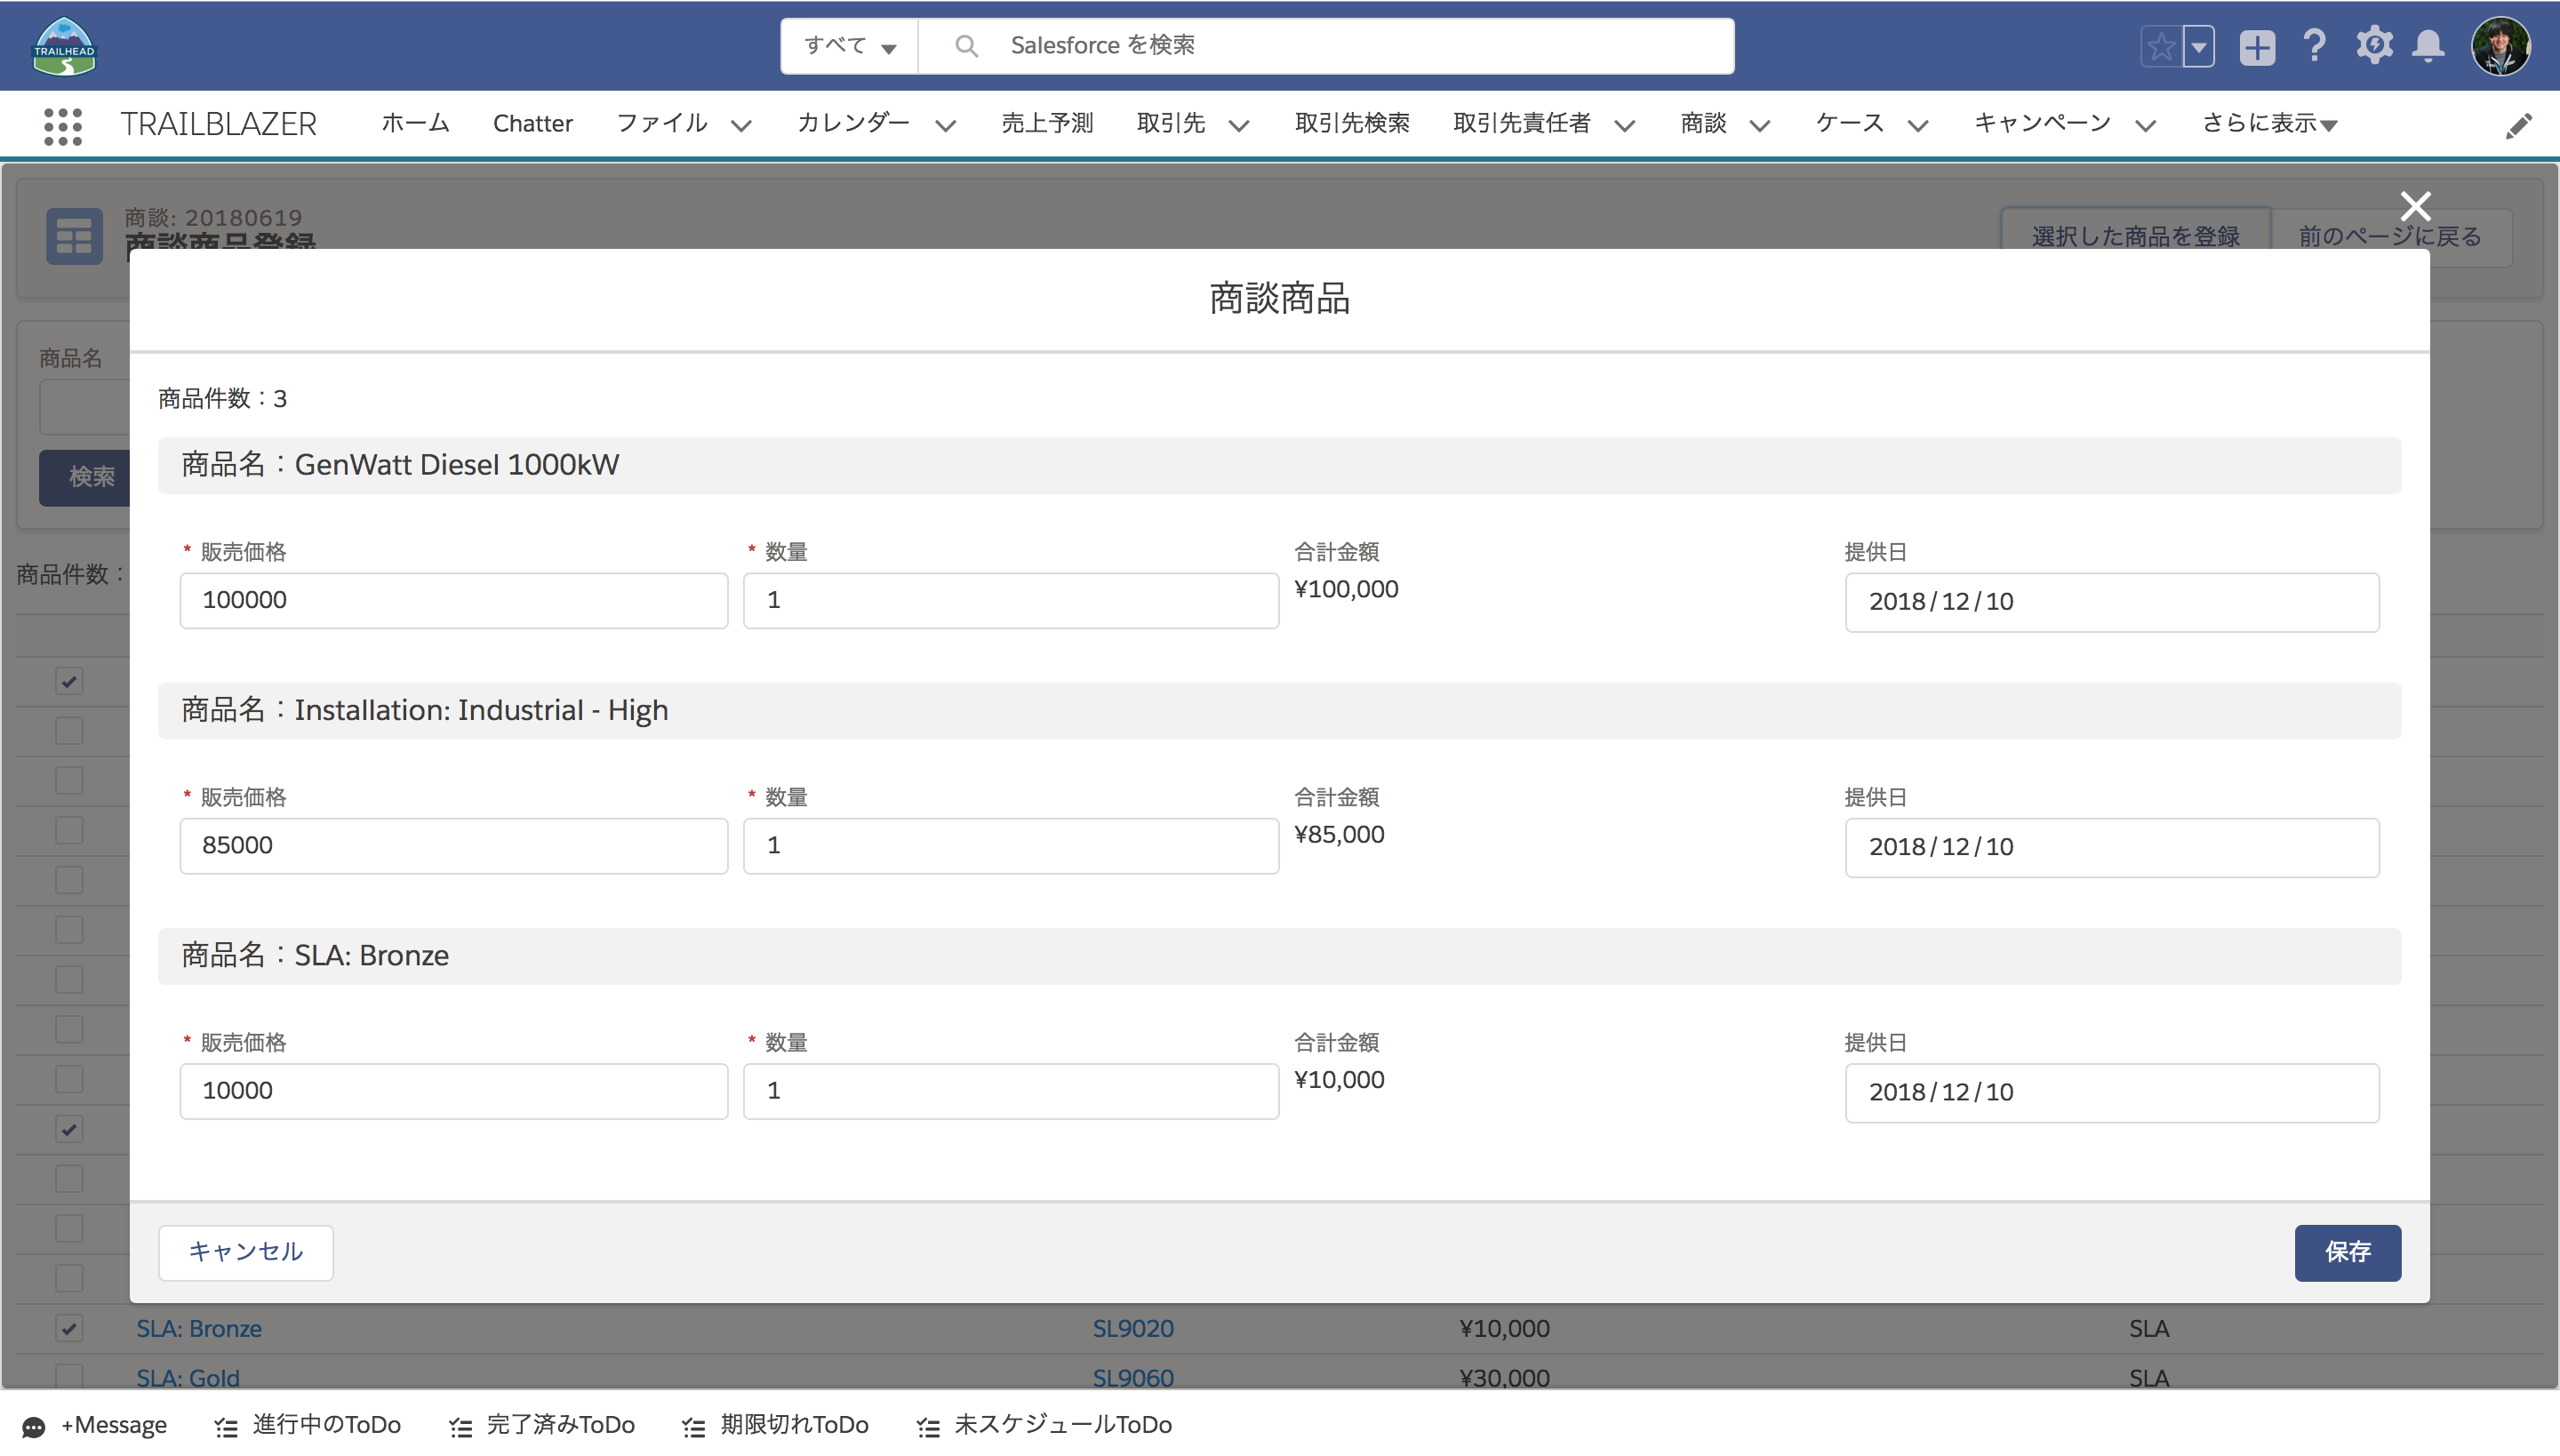 TRAILHEAD
すべて
Salesforce を検索
TRAILBLAZER ホーム Chatter ファイル カレンダー 売上予測 取引先 取引先検索 取引先責任者 商談 ケース キャンペーン さらに表示
商談: 20180619
商談商品登録
選択した商品を登録 前のページに戻る
商品名
検索
商品件数：
商談商品
商品件数：3
商品名：GenWatt Diesel 1000kW
* 販売価格 * 数量 合計金額 提供日
100000 1 ¥100,000 2018/12/10
商品名：Installation: Industrial - High
* 販売価格 * 数量 合計金額 提供日
85000 1 ¥85,000 2018/12/10
商品名：SLA: Bronze
* 販売価格 * 数量 合計金額 提供日
10000 1 ¥10,000 2018/12/10
キャンセル 保存
SLA: Bronze SL9020 ¥10,000 SLA
SLA: Gold SL9060 ¥30,000 SLA
+Message 進行中のToDo 完了済みToDo 期限切れToDo 未スケジュールToDo